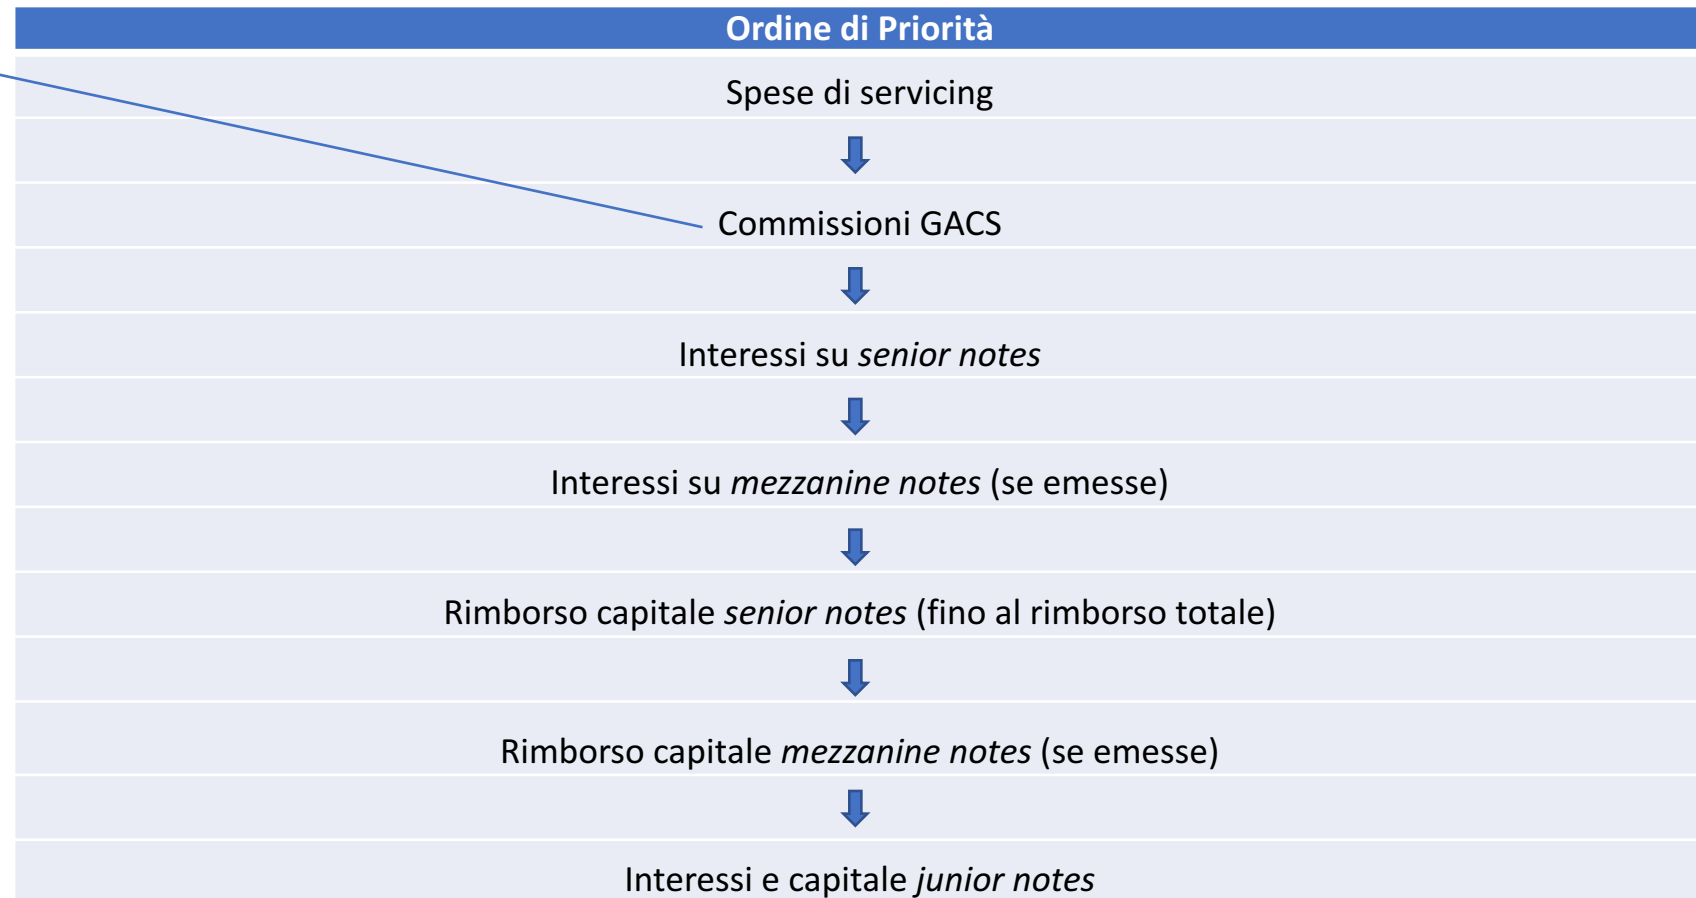 Ordine di Priorità
Spese di servicing
Commissioni GACS
Interessi su senior notes
Interessi su mezzanine notes (se emesse)
Rimborso capitale senior notes (fino al rimborso totale)
Rimborso capitale mezzanine notes (se emesse)
Interessi e capitale junior notes